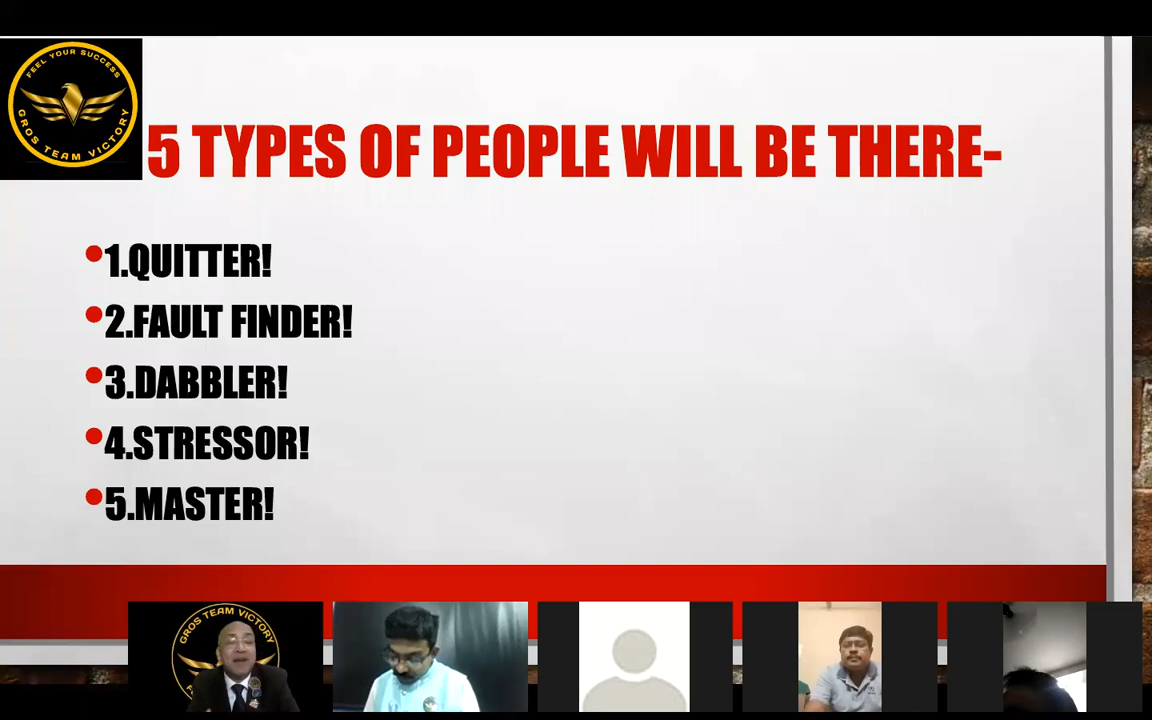 FEEL YOUR SUCCESS
GROS TEAM VICTORY
5 TYPES OF PEOPLE WILL BE THERE-
•1.QUITTER!
•2.FAULT FINDER!
•3.DABBLER!
•4.STRESSOR!
•5.MASTER!
GROS TEAM VICTORY